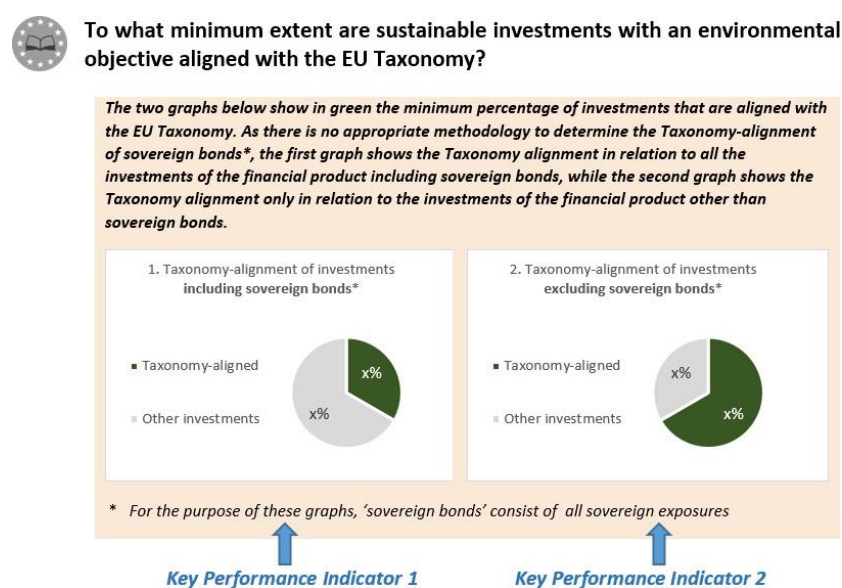 To what minimum extent are sustainable investments with an environmental
objective aligned with the EU Taxonomy?
The two graphs below show in green the minimum percentage of investments that are aligned with
the EU Taxonomy. As there is no appropriate methodology to determine the Taxonomy-alignment
of sovereign bonds*, the first graph shows the Taxonomy alignment in relation to all the
investments of the financial product including sovereign bonds, while the second graph shows the
Taxonomy alignment only in relation to the investments of the financial product other than
sovereign bonds.
1. Taxonomy-alignment of investments
including sovereign bonds*
Taxonomy-aligned
Other investments
x%
x%
2. Taxonomy-alignment of investments
excluding sovereign bonds*
Taxonomy-aligned
Other investments
x%
x%
* For the purpose of these graphs, ‘sovereign bonds’ consist of all sovereign exposures
Key Performance Indicator 1
Key Performance Indicator 2